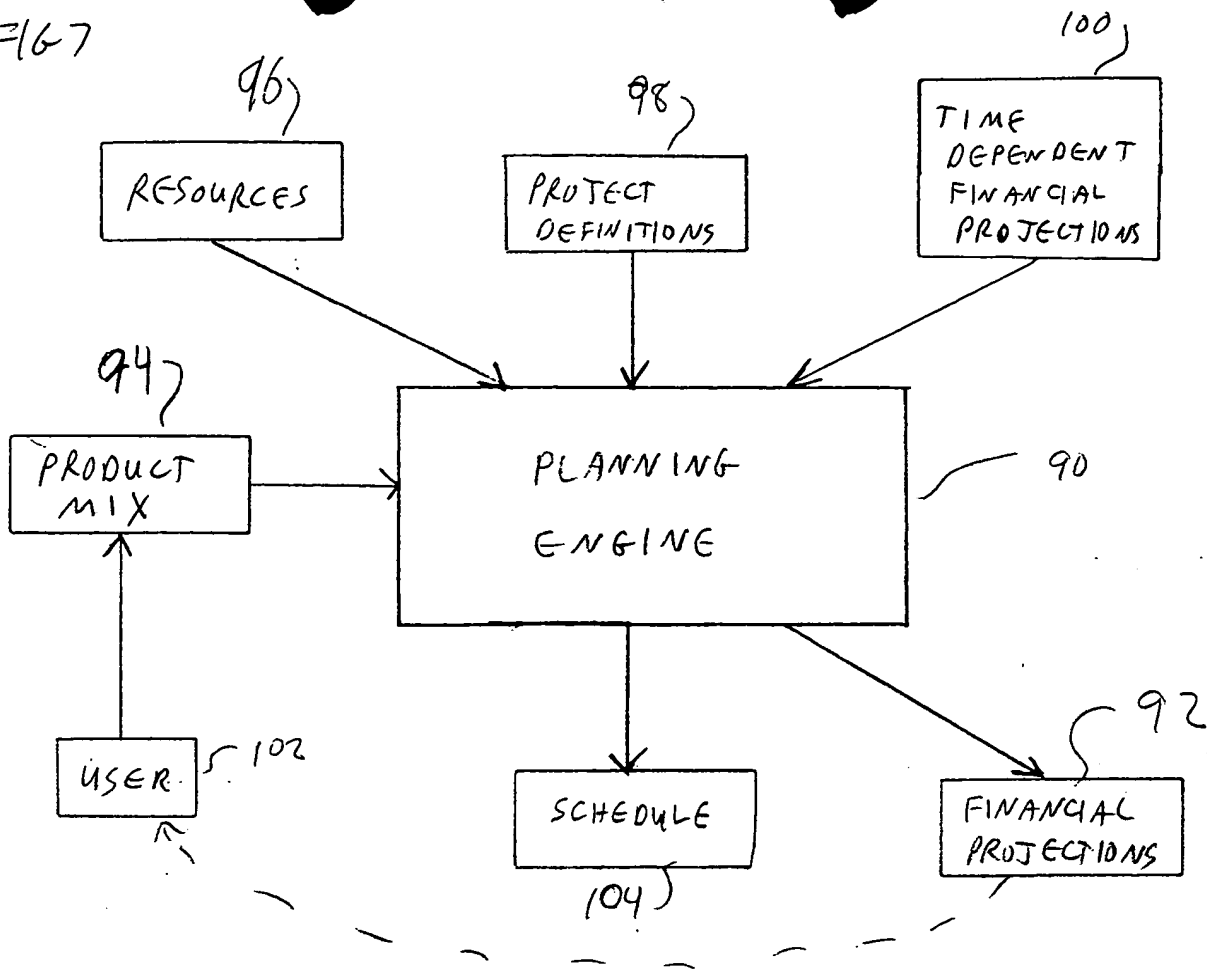 FIG 7
100
96
98
TIME
DEPENDENT
FINANCIAL
PROJECTIONS
RESOURCES
PROJECT
DEFINITIONS
94
PRODUCT
MIX
PLANNING
ENGINE
90
92
USER
102
SCHEDULE
FINANCIAL
PROJECTIONS
104